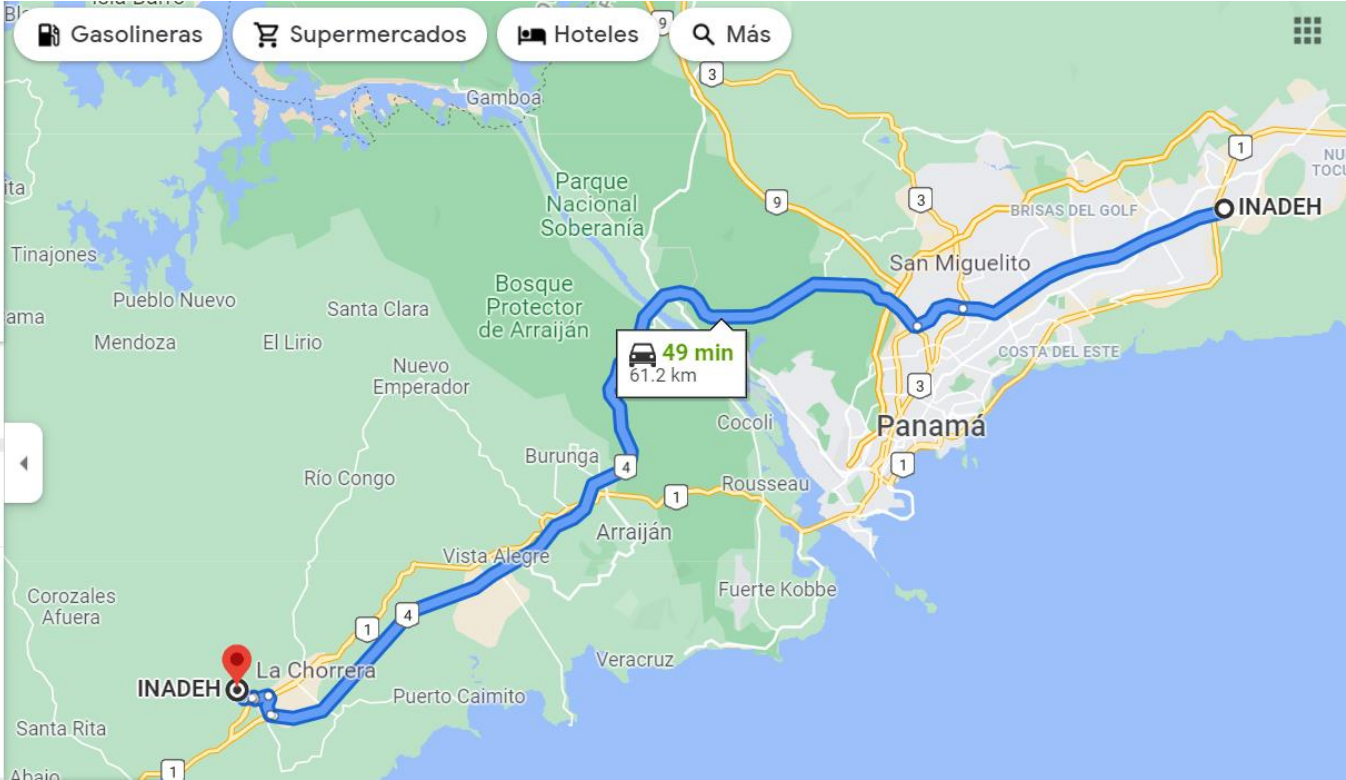 Gasolineras
Supermercados
Hoteles
Más
9
3
Gamboa
1
Parque
Nacional
Soberanía
9
3
BRISAS DEL GOLF
INADEH
Tinajones
San Miguelito
Bosque
Protector
de Arraiján
Pueblo Nuevo
Santa Clara
Mendoza
El Lirio
49 min
61.2 km
COSTA DEL ESTE
Nuevo
Emperador
3
Cocoli
Panamá
Burunga
4
1
Río Congo
Rousseau
1
Arraiján
Vista Alegre
Corozales
Afuera
Fuerte Kobbe
4
1
Veracruz
La Chorrera
INADEH
Puerto Caimito
Santa Rita
1
Abajo